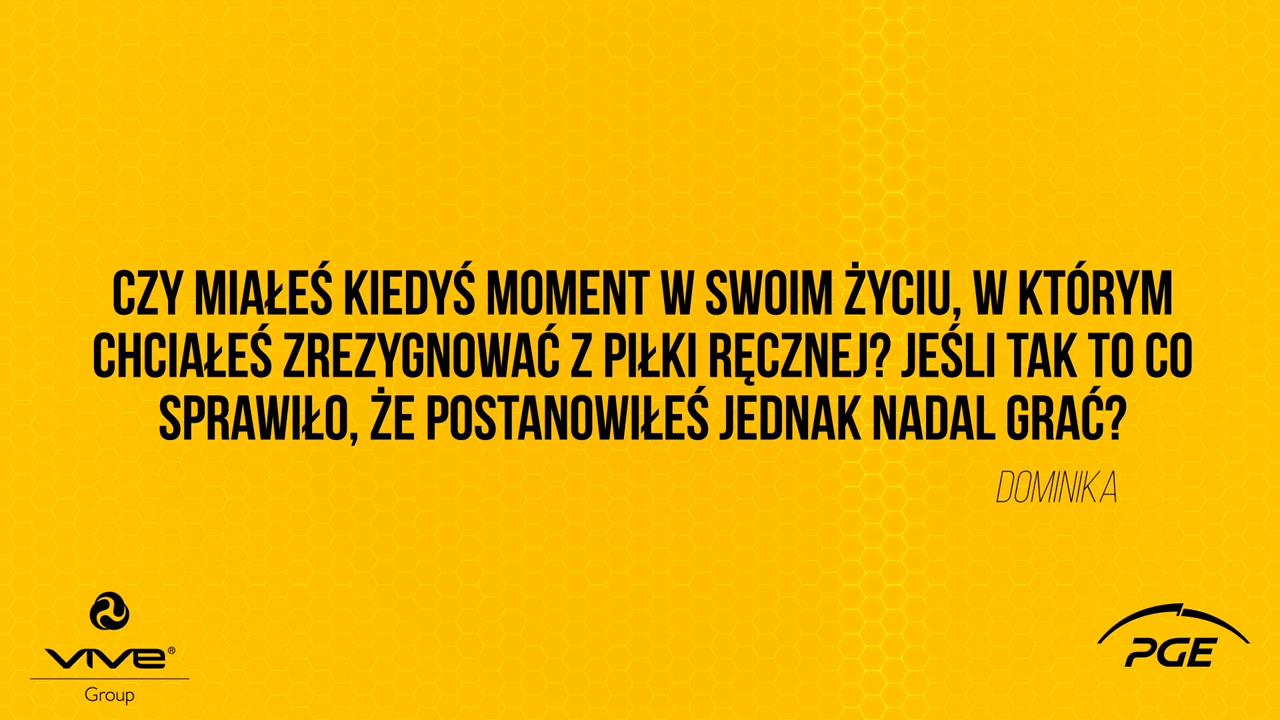 CZY MIAŁEŚ KIEDYŚ MOMENT W SWOIM ŻYCIU, W KTÓRYM
CHCIAŁEŚ ZREZYGNOWAĆ Z PIŁKI RĘCZNEJ? JEŚLI TAK TO CO
SPRAWIŁO, ŻE POSTANOWIŁEŚ JEDNAK NADAL GRAĆ?
DOMINIKA
VIVE®
Group
PGE